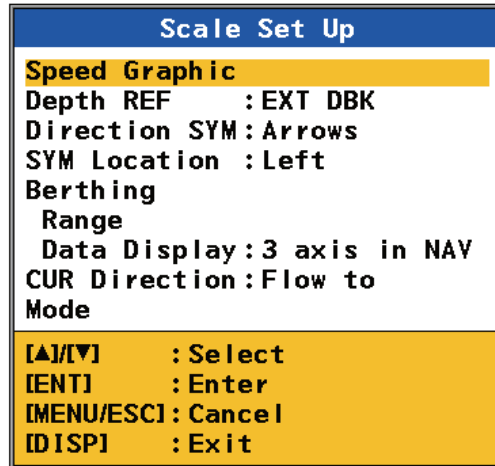 Scale Set Up
Speed Graphic
Depth REF :EXT DBK
Direction SYM:Arrows
SYM Location :Left
Berthing
Range
Data Display:3 axis in NAV
CUR Direction:Flow to
Mode
[▲]/[▼] :Select
[ENT] :Enter
[MENU/ESC]:Cancel
[DISP] :Exit